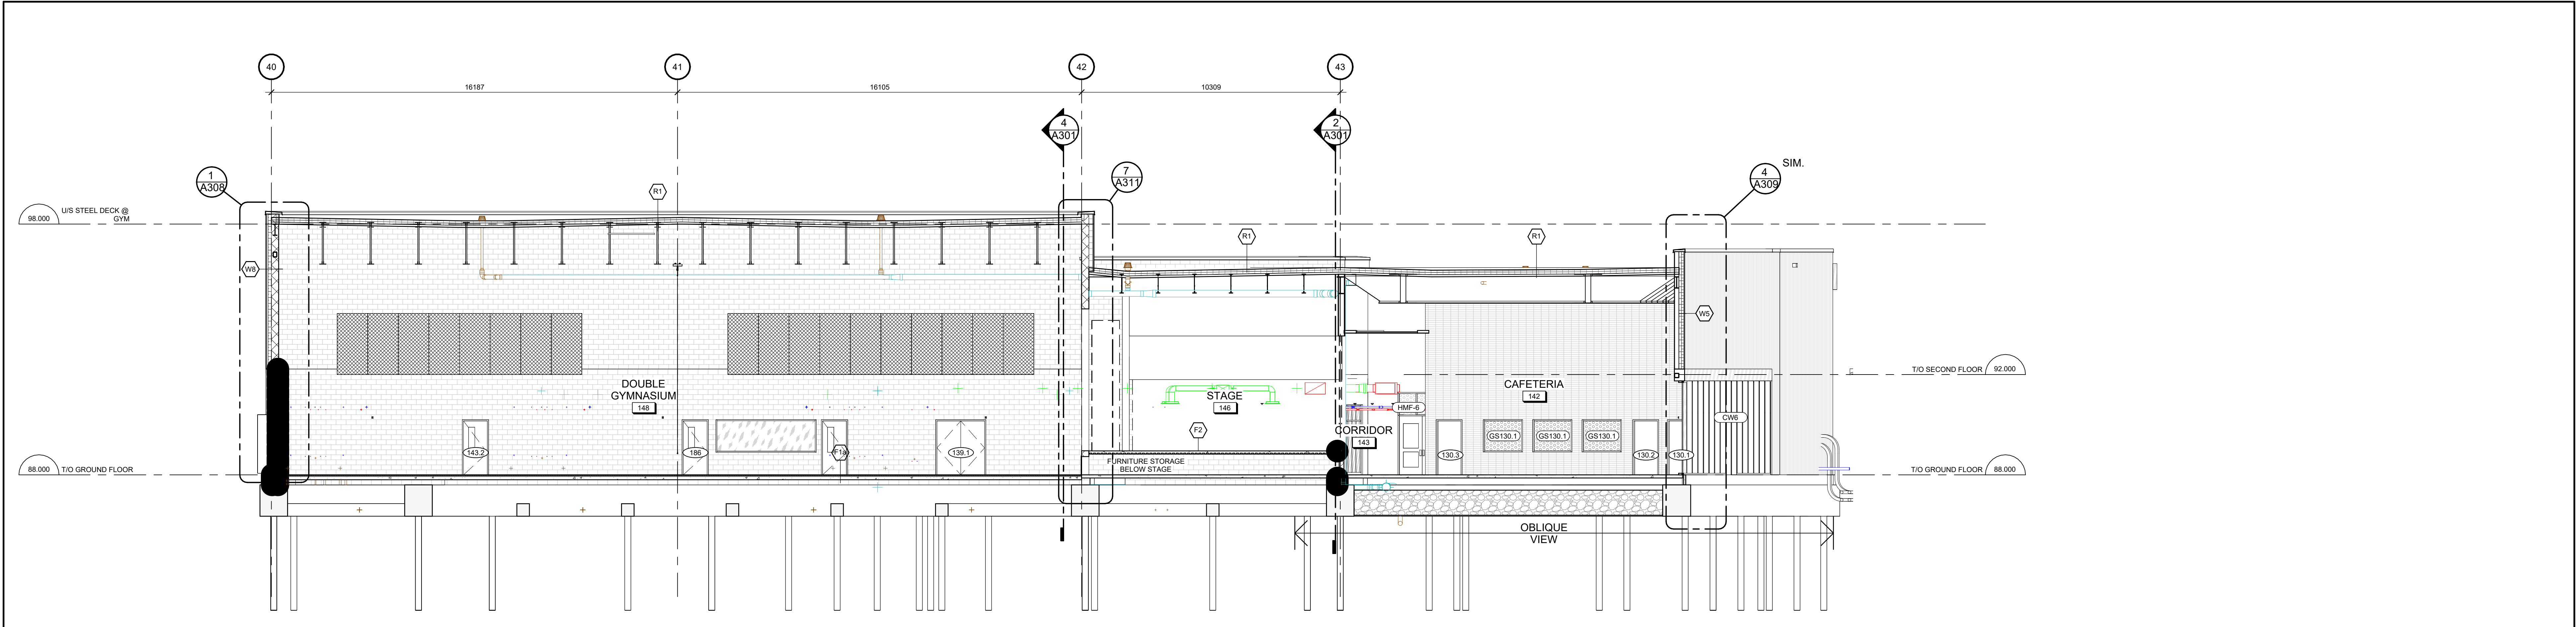 40
41
42
43
16187
16105
10309
4
A301
2
A301
1
A308
7
A311
4
A309
SIM.
98.000
U/S STEEL DECK @
GYM
R1
R1
R1
W8
W5
DOUBLE
GYMNASIUM
148
STAGE
146
CAFETERIA
142
T/O SECOND FLOOR
92.000
HMF-6
CW6
CORRIDOR
143
F2
GS130.1
GS130.1
GS130.1
143.2
186
F1a
139.1
130.3
130.2
130.1
FURNITURE STORAGE
BELOW STAGE
88.000
T/O GROUND FLOOR
T/O GROUND FLOOR
88.000
OBLIQUE
VIEW